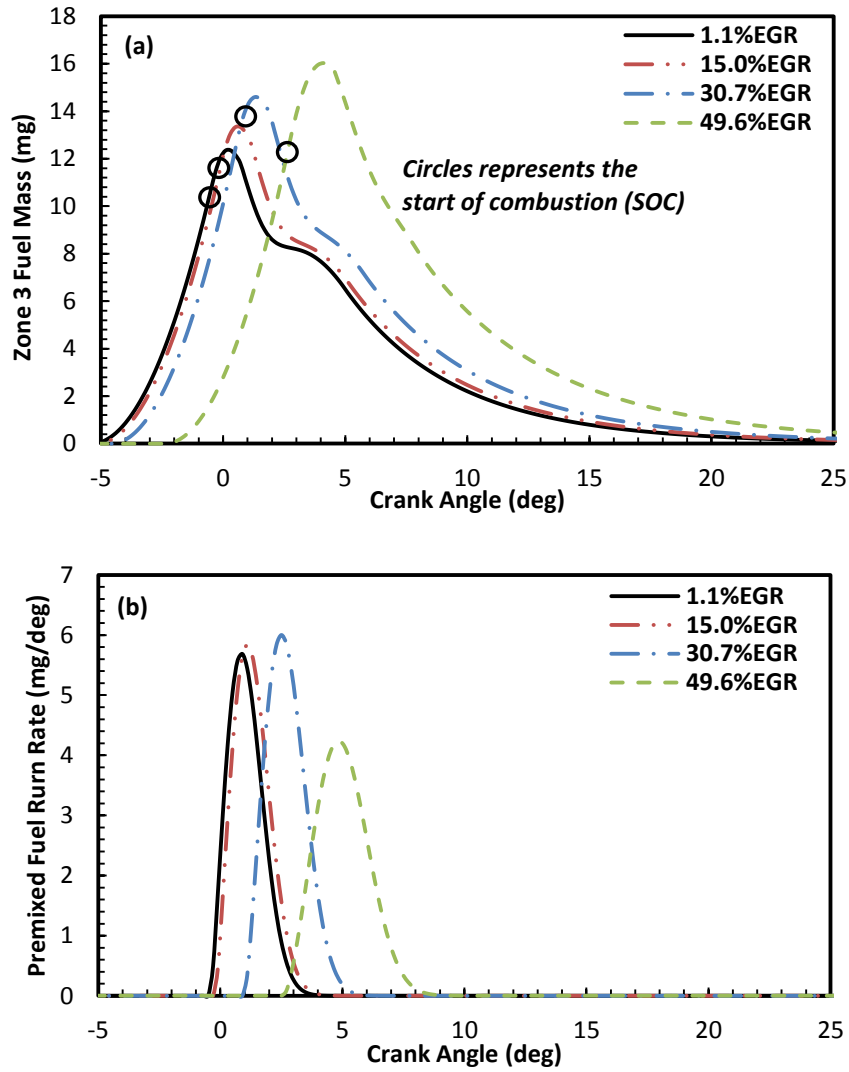 18
16
14
12
10
8
6
4
2
0
Zone 3 Fuel Mass (mg)
(a)
1.1%EGR
15.0%EGR
30.7%EGR
49.6%EGR
Circles represents the
start of combustion (SOC)
-5 0 5 10 15 20 25
Crank Angle (deg)
7
6
5
4
3
2
1
0
Premixed Fuel Rurn Rate (mg/deg)
(b)
1.1%EGR
15.0%EGR
30.7%EGR
49.6%EGR
-5 0 5 10 15 20 25
Crank Angle (deg)